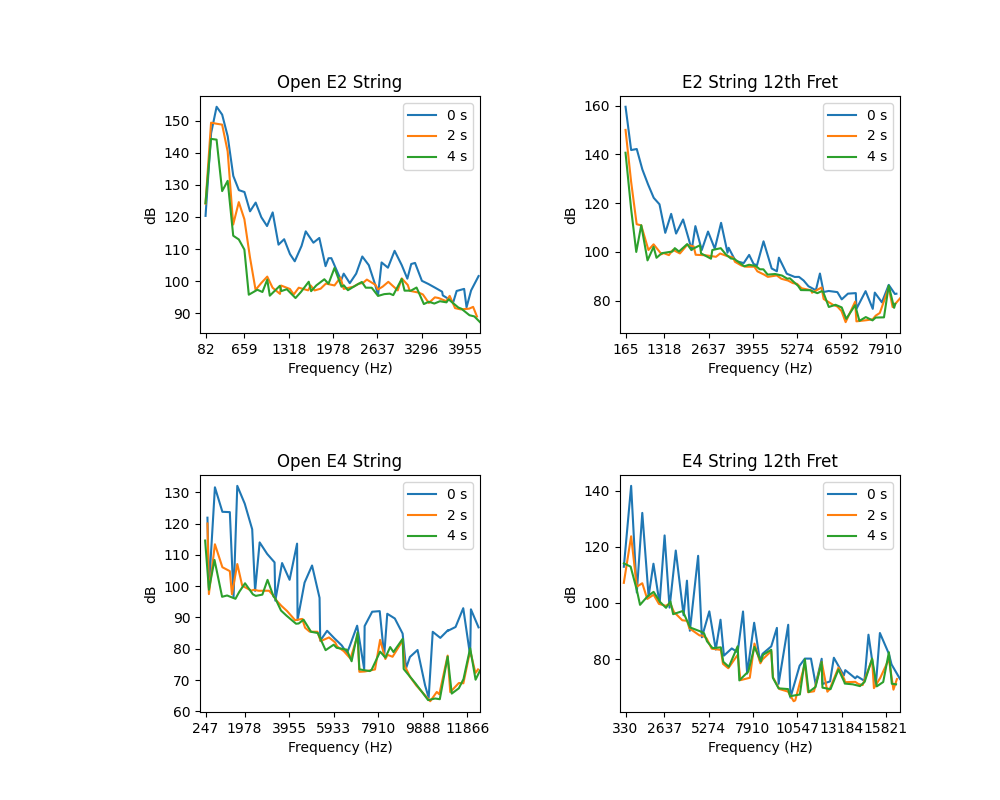 Open E2 String
150
140
130
120
110
100
90
dB
82 659 1318 1978 2637 3296 3955
Frequency (Hz)
0 s
2 s
4 s
E2 String 12th Fret
160
140
120
100
80
dB
165 1318 2637 3955 5274 6592 7910
Frequency (Hz)
0 s
2 s
4 s
Open E4 String
130
120
110
100
90
80
70
60
dB
247 1978 3955 5933 7910 9888 11866
Frequency (Hz)
0 s
2 s
4 s
E4 String 12th Fret
140
120
100
80
dB
330 2637 5274 7910 10547 13184 15821
Frequency (Hz)
0 s
2 s
4 s